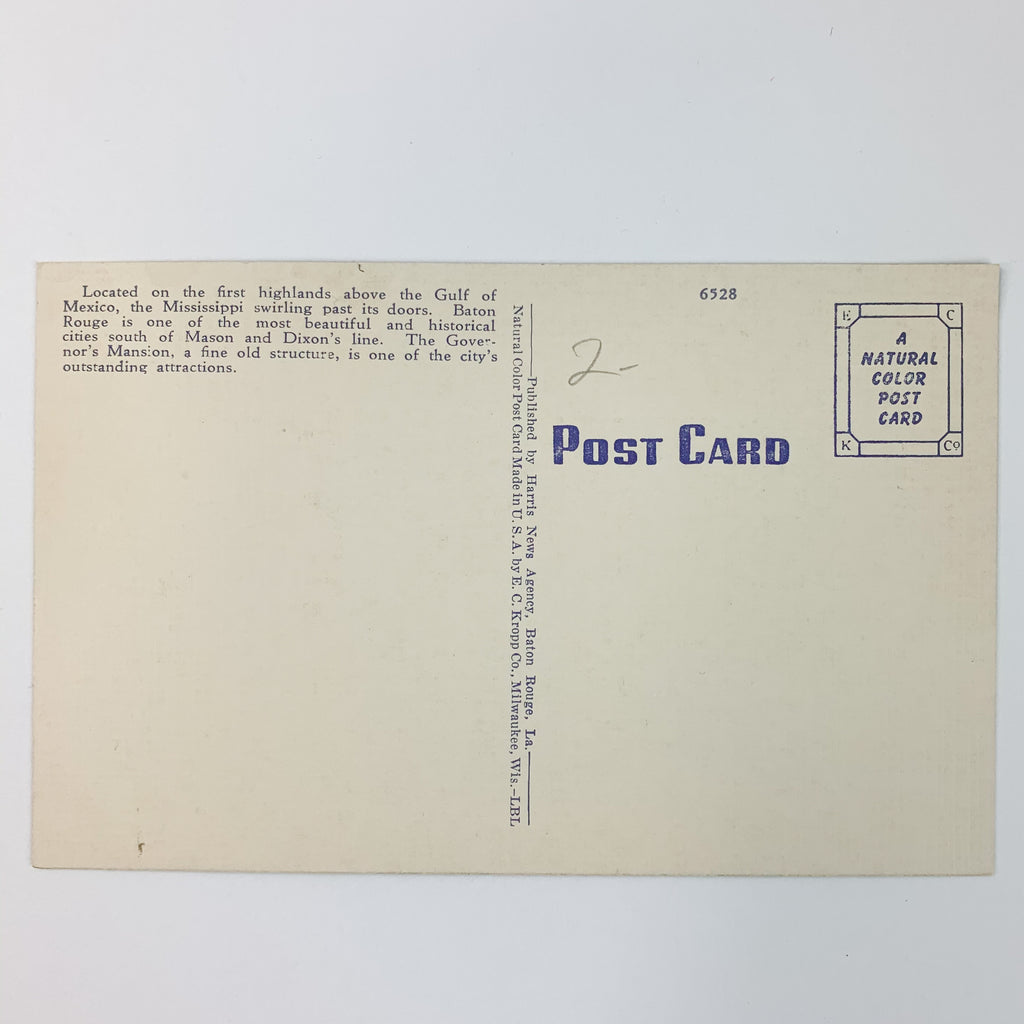 Located on the first highlands above the Gulf of
Mexico, the Mississippi swirling past its doors. Baton
Rouge is one of the most beautiful and historical
cities south of Mason and Dixon's line. The Gover-
nor's Mansion, a fine old structure, is one of the city's
outstanding attractions.
Published by Harris News Agency, Baton Rouge, La.
Natural Color Post Card Made in U. S. A. by E. C. Kropp Co., Milwaukee, Wis.—LBL
6528
2-
POST CARD
E C
A
NATURAL
COLOR
POST
CARD
K Co